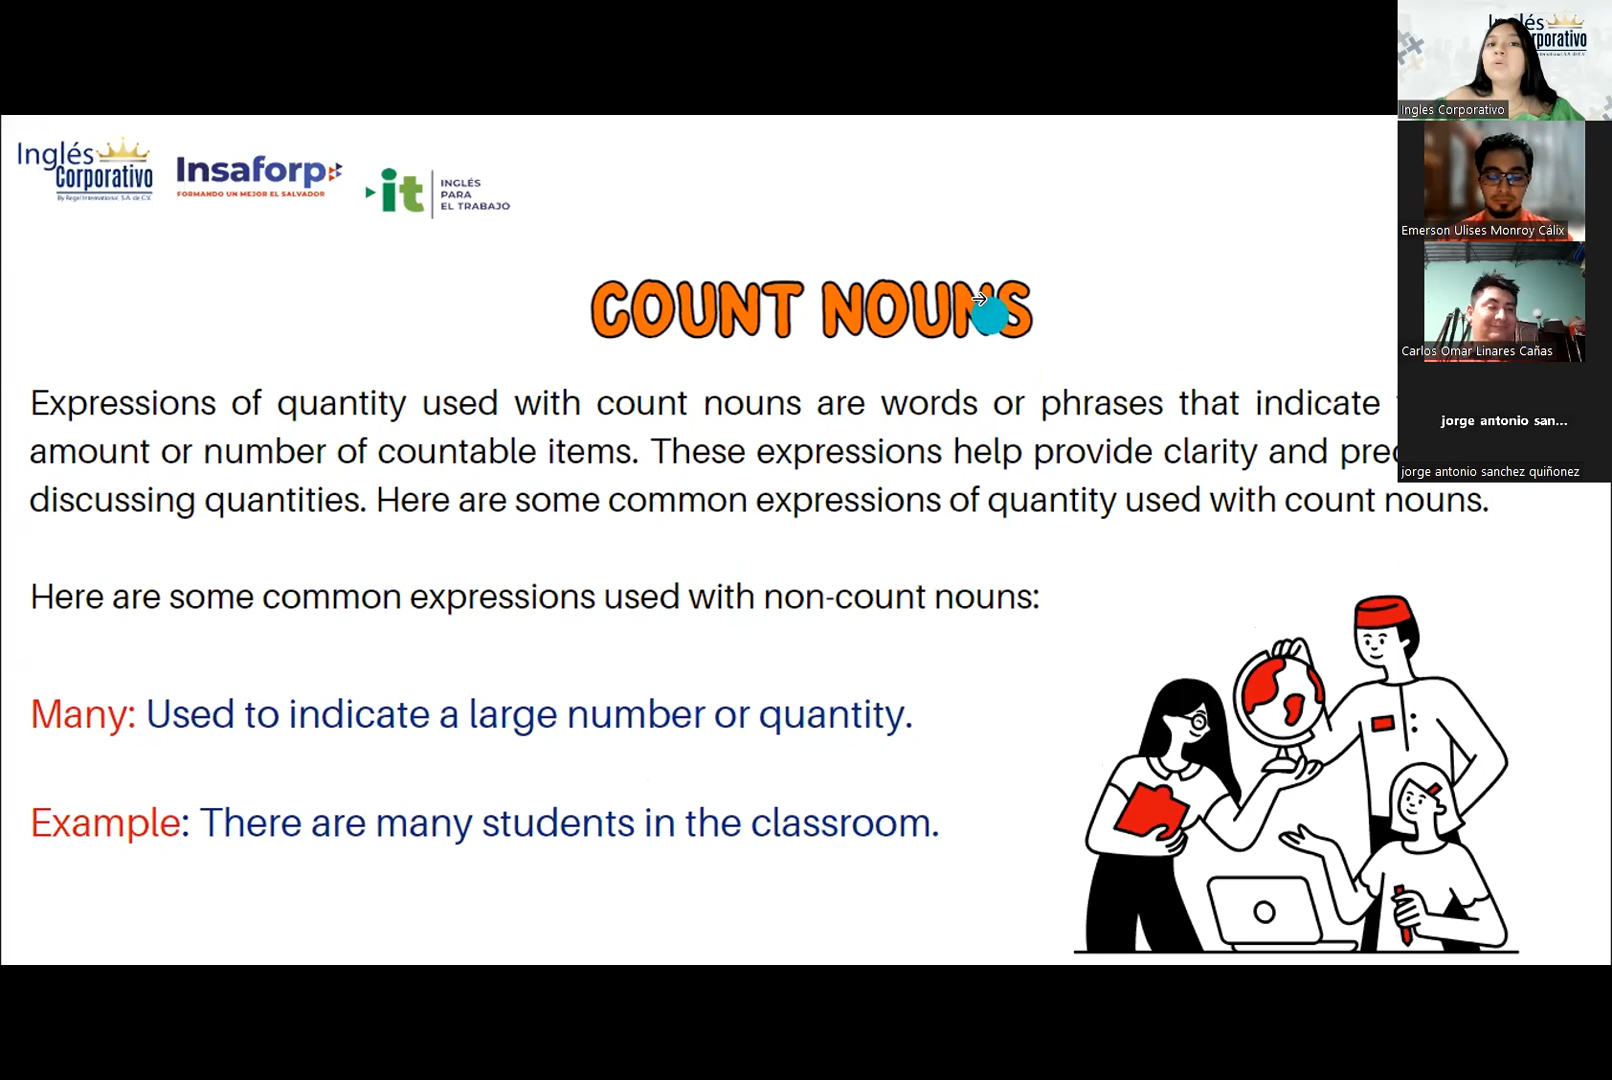 Inglés
Corporativo
By Regal International, S.A. de C.V.
Insaforp
FORMANDO UN MEJOR EL SALVADOR
it
INGLÉS
PARA
EL TRABAJO
COUNT NOUNS
Expressions of quantity used with count nouns are words or phrases that indicate
amount or number of countable items. These expressions help provide clarity and prec
discussing quantities. Here are some common expressions of quantity used with count nouns.
Here are some common expressions used with non-count nouns:
Many: Used to indicate a large number or quantity.
Example: There are many students in the classroom.
Ingles Corporativo
Emerson Ulises Monroy Cálix
Carlos Omar Linares Cañas
jorge antonio san...
jorge antonio sanchez quiñonez